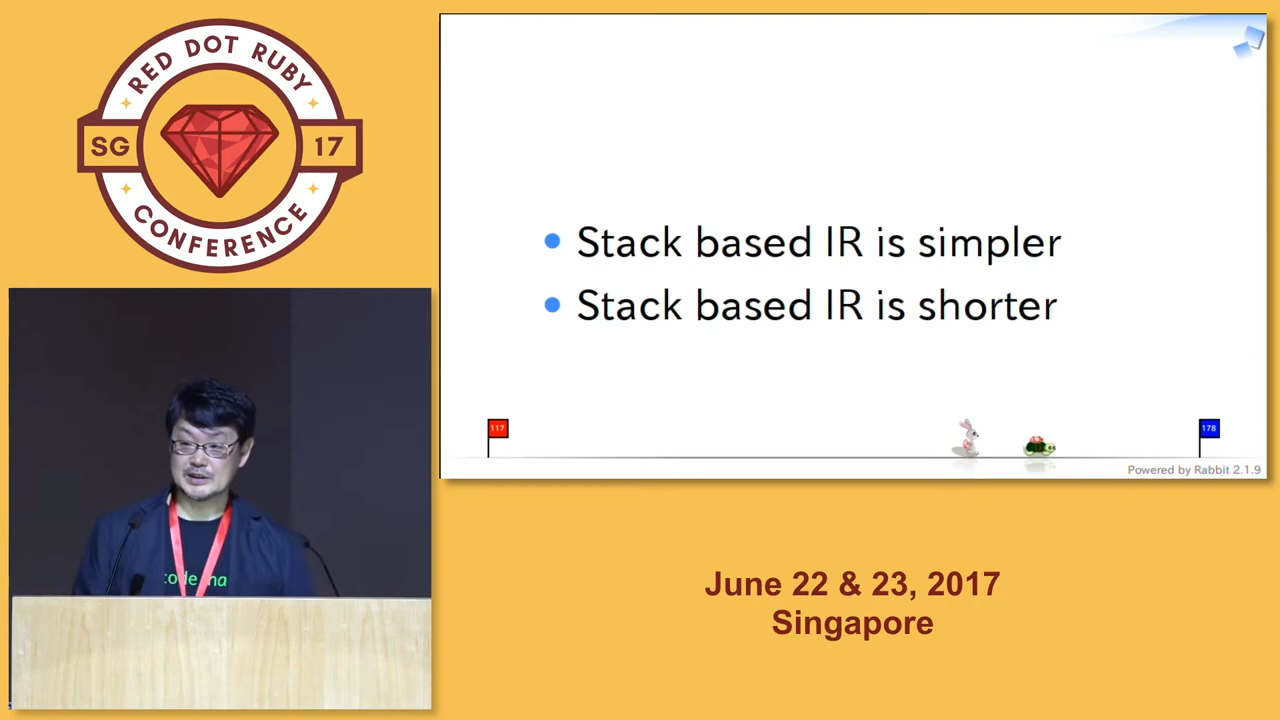 RED DOT RUBY
SG
17
CONFERENCE
Stack based IR is simpler
Stack based IR is shorter
117
178
Powered by Rabbit 2.1.9
June 22 & 23, 2017
Singapore